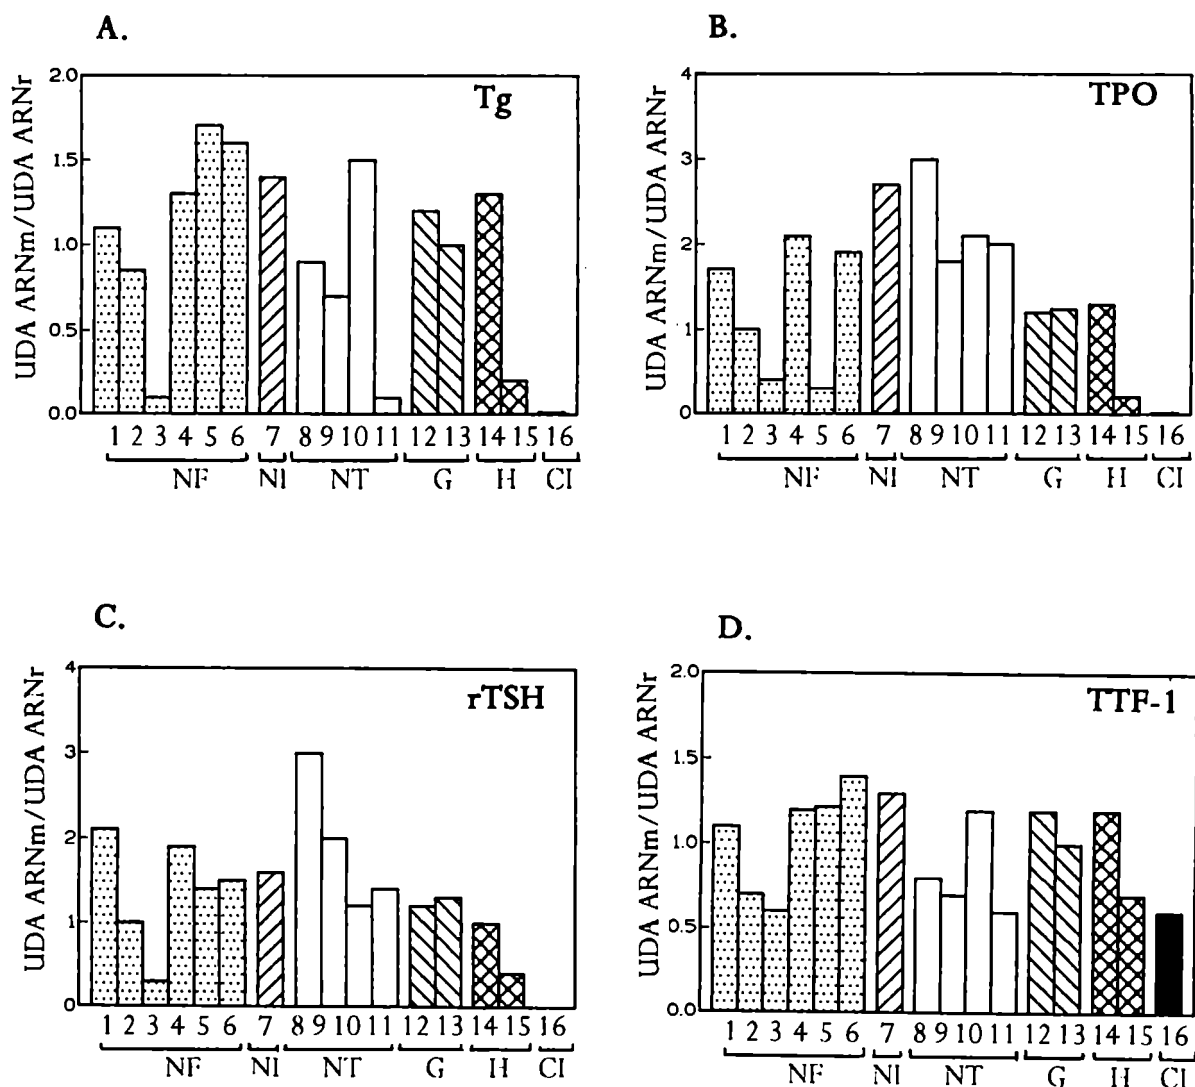 A.
UDA ARNm/UDA ARNr
2.0
1.5
1.0
0.5
0.0
Tg
1 2 3 4 5 6 7 8 9 10 11 12 13 14 15 16
NF NI NT G H CI
B.
UDA ARNm/UDA ARNr
4
3
2
1
0
TPO
1 2 3 4 5 6 7 8 9 10 11 12 13 14 15 16
NF NI NT G H CI
C.
UDA ARNm/UDA ARNr
4
3
2
1
0
rTSH
1 2 3 4 5 6 7 8 9 10 11 12 13 14 15 16
NF NI NT G H CI
D.
UDA ARNm/UDA ARNr
2.0
1.5
1.0
0.5
0.0
TTF-1
1 2 3 4 5 6 7 8 9 10 11 12 13 14 15 16
NF NI NT G H CI